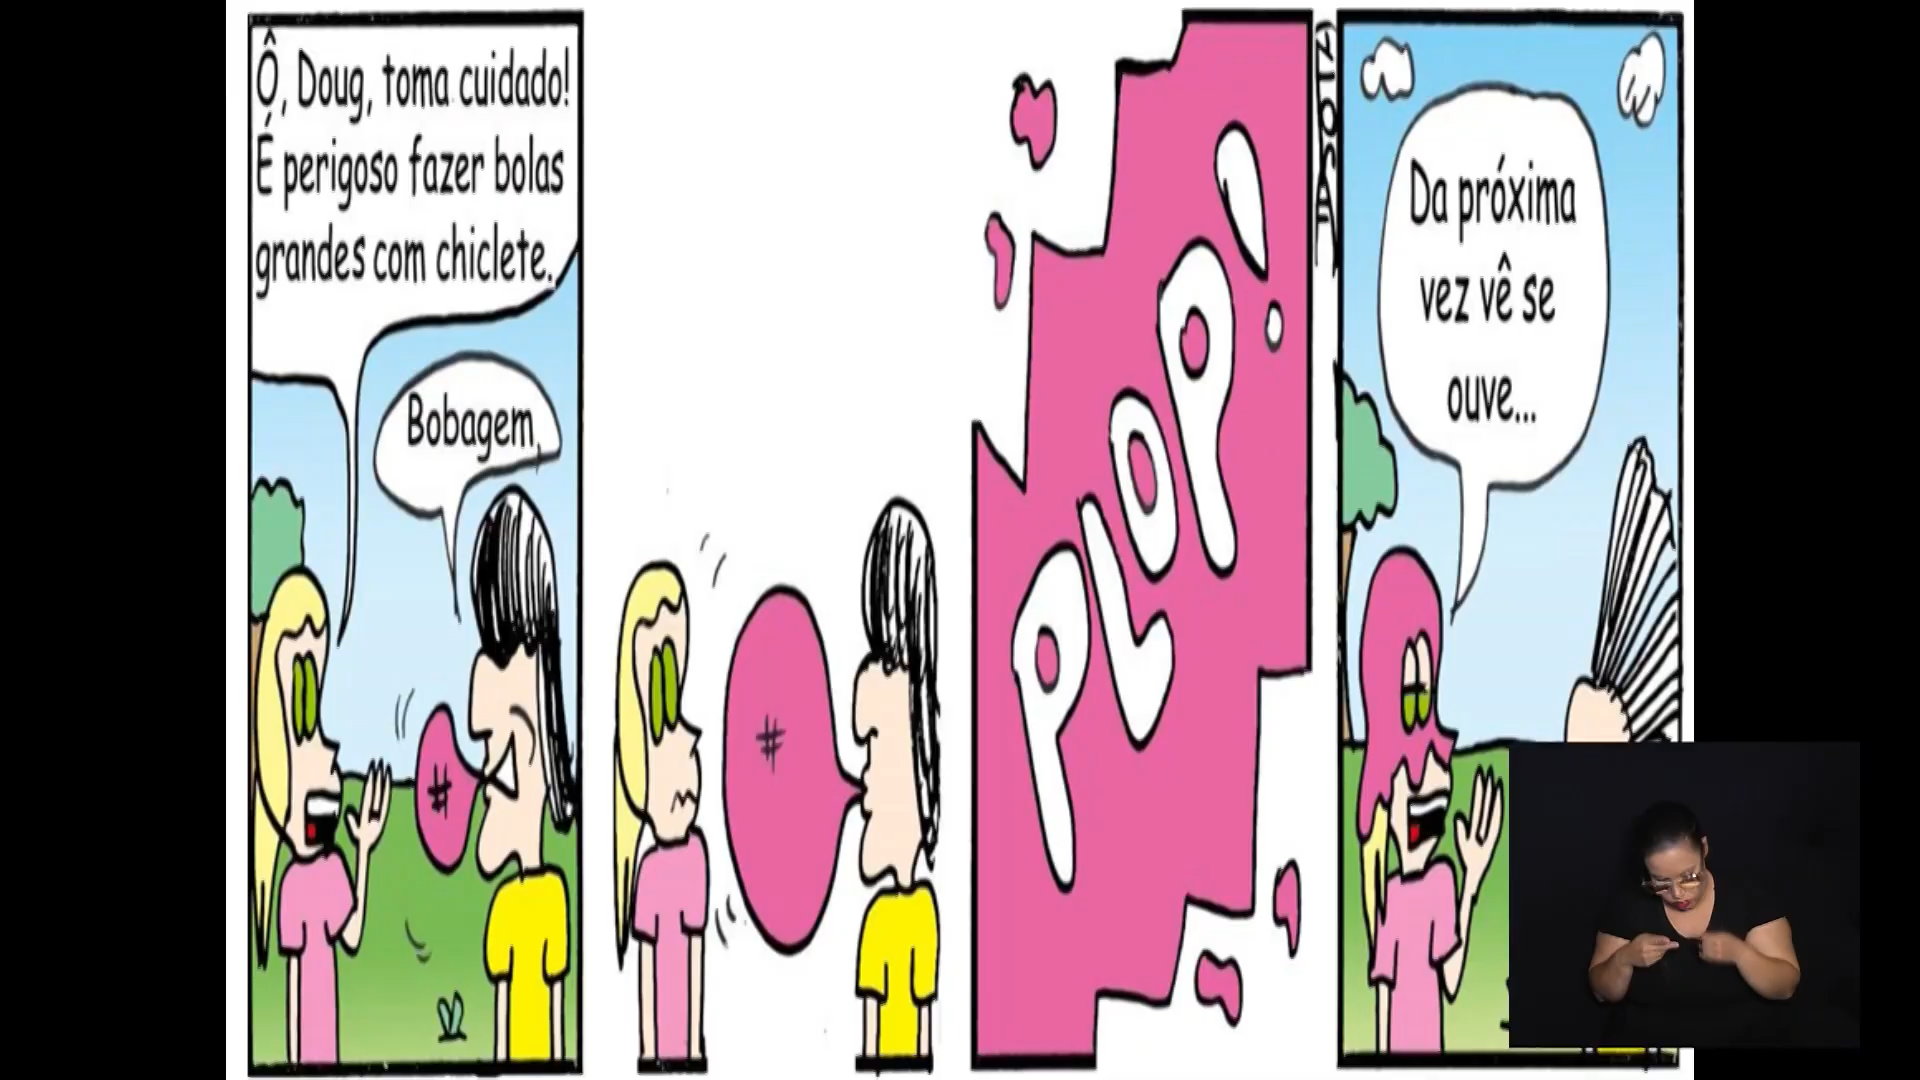 Ô, Doug, toma cuidado!
É perigoso fazer bolas
grandes com chiclete.
Bobagem.
PLOP!
Da próxima
vez vê se
ouve...